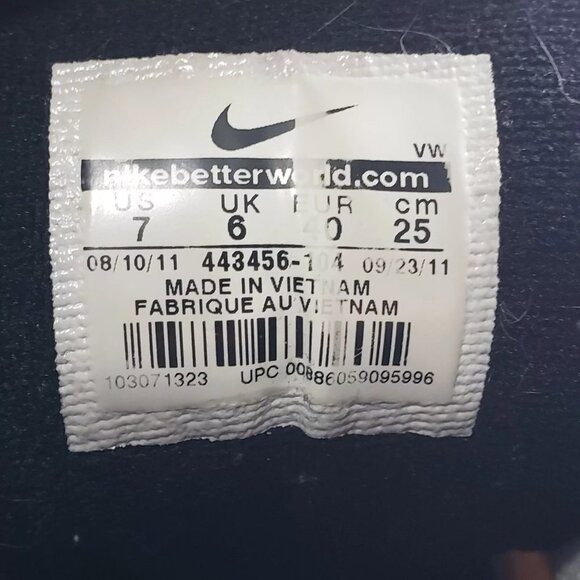 VW
nikebetterworld.com
US UK EUR cm
7 6 40 25
08/10/11 443456-104 09/23/11
MADE IN VIETNAM
FABRIQUE AU VIETNAM
103071323 UPC 00886059095996